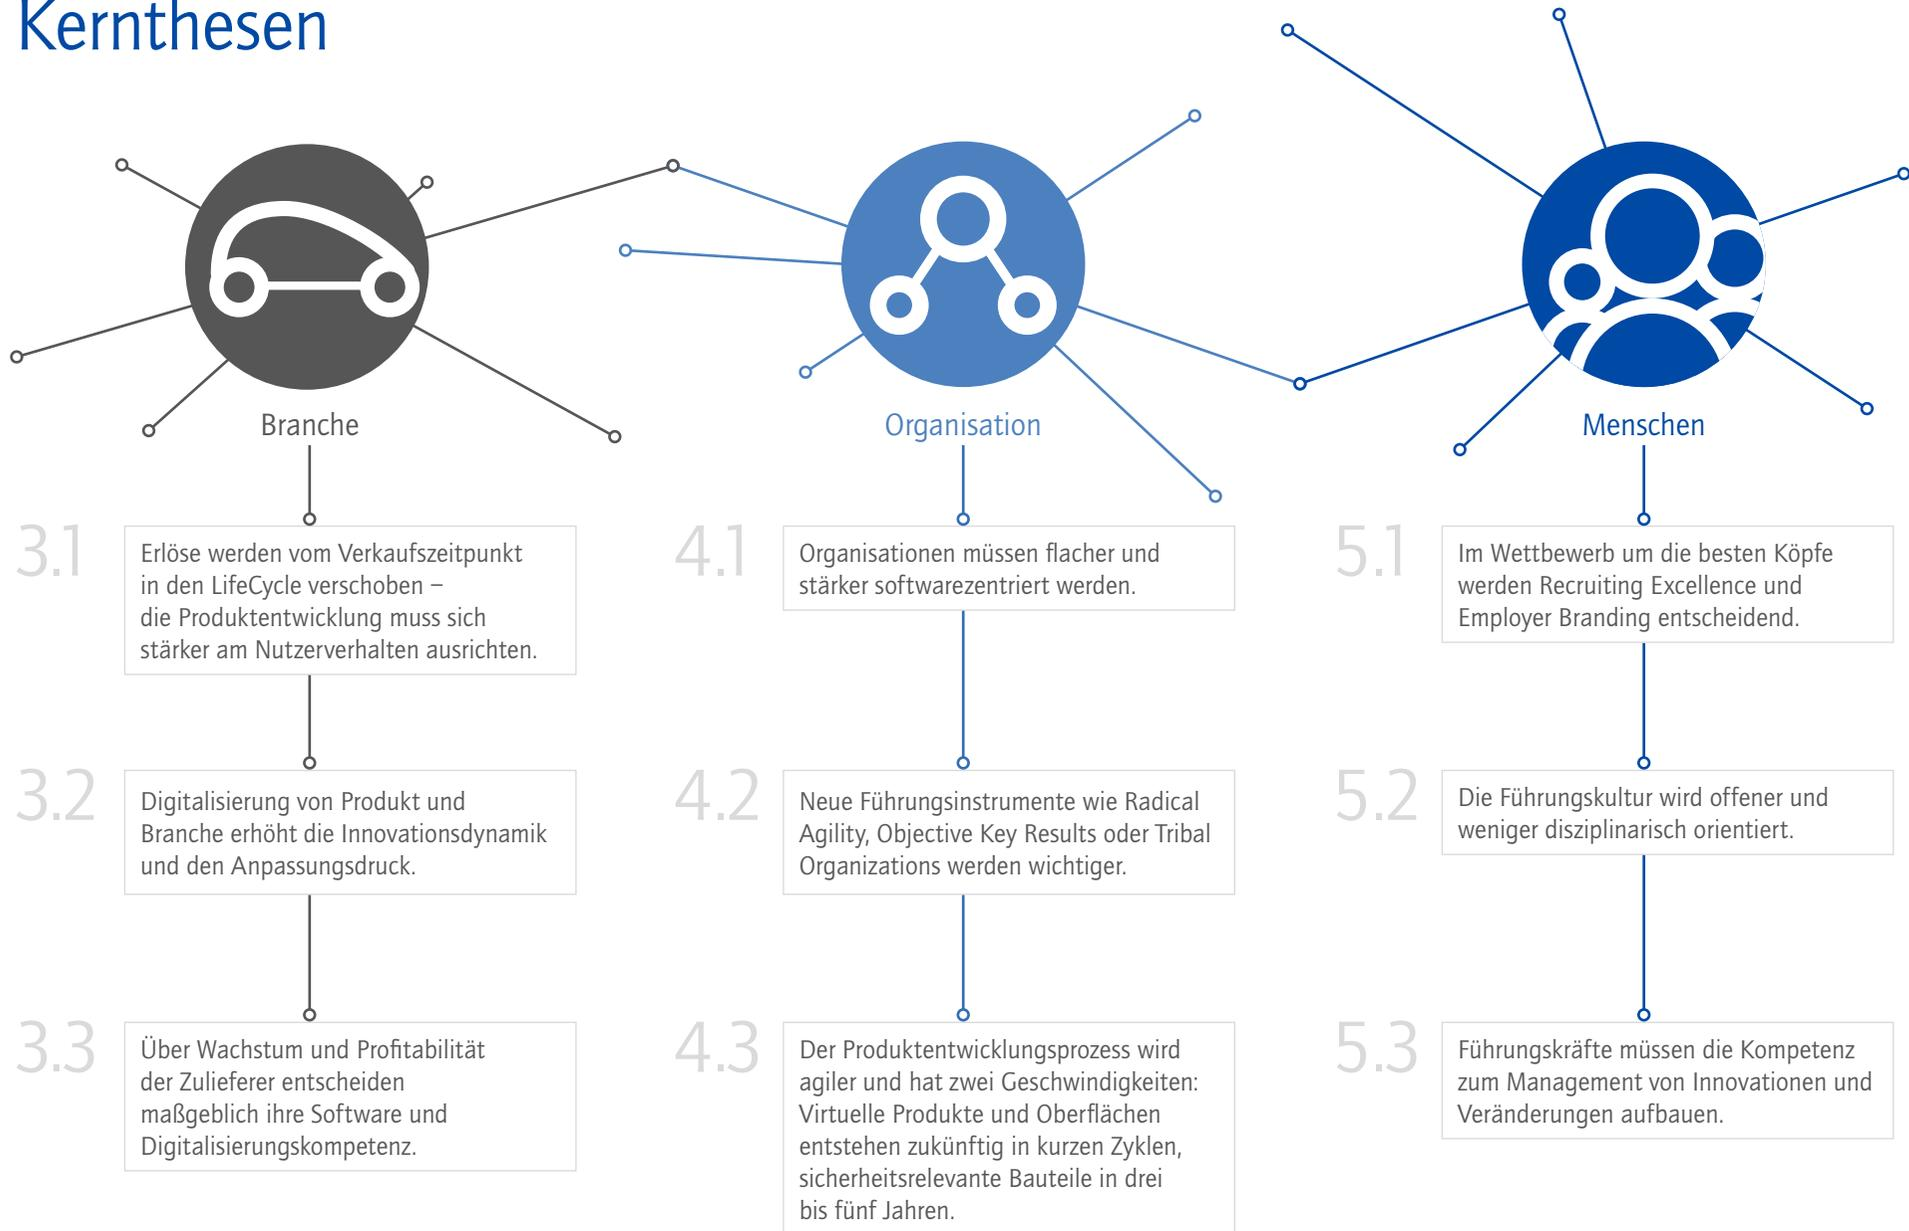 Kernthesen
Branche
3.1
Erlöse werden vom Verkaufszeitpunkt
in den LifeCycle verschoben –
die Produktentwicklung muss sich
stärker am Nutzerverhalten ausrichten.
3.2
Digitalisierung von Produkt und
Branche erhöht die Innovationsdynamik
und den Anpassungsdruck.
3.3
Über Wachstum und Profitabilität
der Zulieferer entscheiden
maßgeblich ihre Software und
Digitalisierungskompetenz.
Organisation
4.1
Organisationen müssen flacher und
stärker softwarezentriert werden.
4.2
Neue Führungsinstrumente wie Radical
Agility, Objective Key Results oder Tribal
Organizations werden wichtiger.
4.3
Der Produktentwicklungsprozess wird
agiler und hat zwei Geschwindigkeiten:
Virtuelle Produkte und Oberflächen
entstehen zukünftig in kurzen Zyklen,
sicherheitsrelevante Bauteile in drei
bis fünf Jahren.
Menschen
5.1
Im Wettbewerb um die besten Köpfe
werden Recruiting Excellence und
Employer Branding entscheidend.
5.2
Die Führungskultur wird offener und
weniger disziplinarisch orientiert.
5.3
Führungskräfte müssen die Kompetenz
zum Management von Innovationen und
Veränderungen aufbauen.